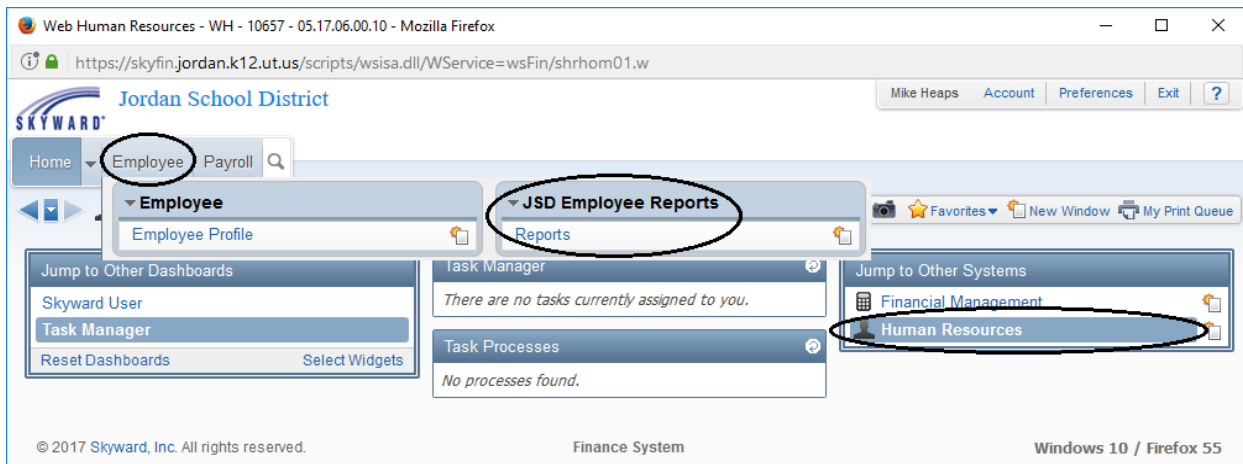 Web Human Resources - WH - 10657 - 05.17.06.00.10 - Mozilla Firefox
https://skyfin.jordan.k12.ut.us/scripts/wsisa.dll/WService=wsFin/shrhom01.w
SKYWARD
Jordan School District
Mike Heaps Account Preferences Exit ?
Home Employee Payroll
Employee
Employee Profile
JSD Employee Reports
Reports
Favorites New Window My Print Queue
Jump to Other Dashboards
Skyward User
Task Manager
Reset Dashboards Select Widgets
Task Manager
There are no tasks currently assigned to you.
Task Processes
No processes found.
Jump to Other Systems
Financial Management
Human Resources
© 2017 Skyward, Inc. All rights reserved. Finance System Windows 10 / Firefox 55